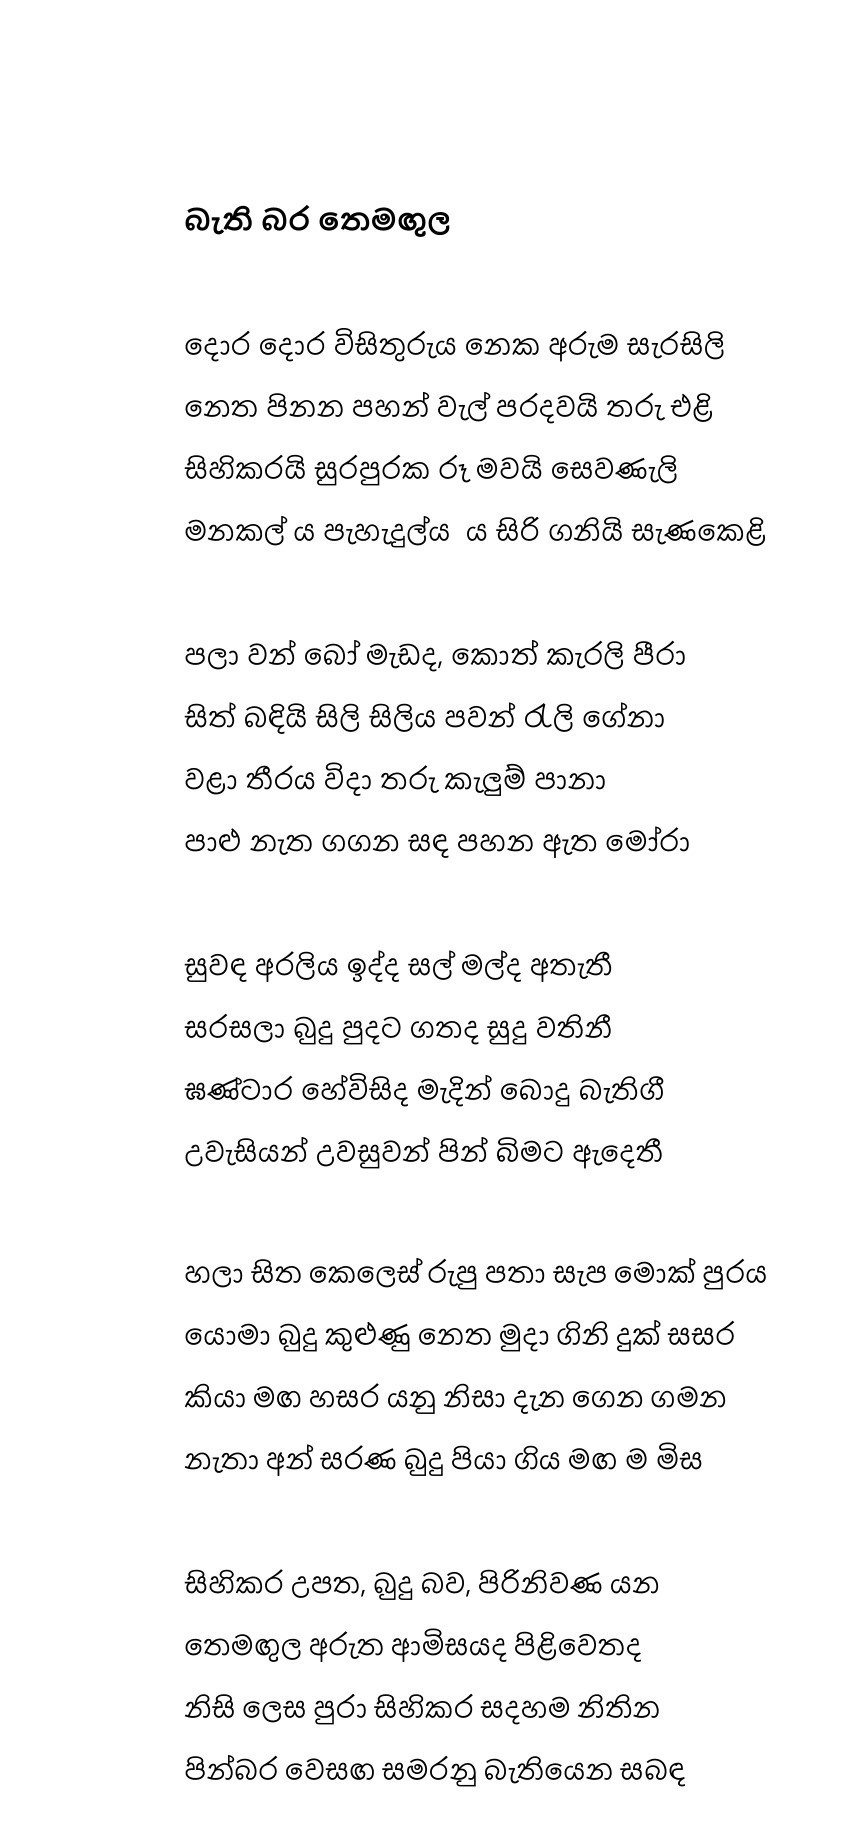 බැති බර තෙමඟුල
දොර දොර විසිතුරුය නෙක අරුම සැරසිලි
නෙත පිනන පහන් වැල් පරදවයි තරු එළි
සිහිකරයි සුරපුරක රූ මවයි සෙවණැලි
මනකල් ය පැහැදුල්ය  ය සිරි ගනියි සැණකෙළි
පලා වන් බෝ මැඩද, කොත් කැරලි පීරා
සිත් බඳියි සිලි සිලිය පවන් රැලි ගේනා
වළා තීරය විදා තරු කැලුම් පානා
පාළු නැත ගගන සඳ පහන ඇත මෝරා
සුවඳ අරලිය ඉද්ද සල් මල්ද අතැතී
සරසලා බුදු පුදට ගතද සුදු වතිනී
ඝණ්ටාර හේවිසිද මැදින් බොදු බැතිගී
උවැසියන් උවසුවන් පින් බිමට ඇදෙතී
හලා සිත කෙලෙස් රුපු පතා සැප මොක් පුරය
යොමා බුදු කුළුණු නෙත මුදා ගිනි දුක් සසර
කියා මඟ හසර යනු නිසා දැන ගෙන ගමන
නැතා අන් සරණ බුදු පියා ගිය මඟ ම මිස
සිහිකර උපත, බුදු බව, පිරිනිවණ යන
තෙමඟුල අරුත ආමිසයද පිළිවෙතද
නිසි ලෙස පුරා සිහිකර සදහම නිතින
පින්බර වෙසඟ සමරනු බැතියෙන සබඳ